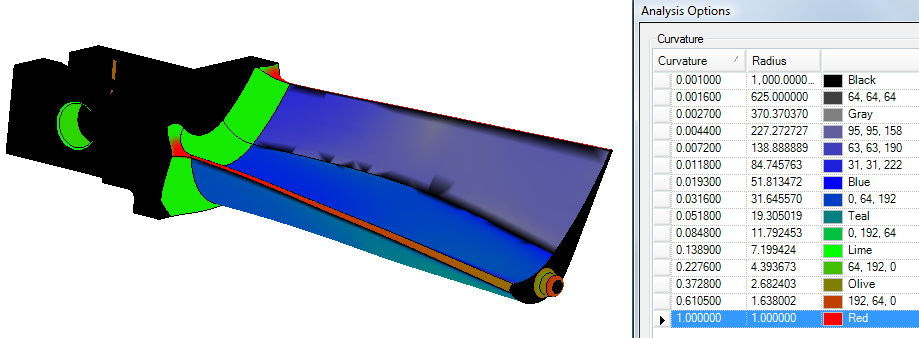 Analysis Options
Curvature
Curvature Radius
0.001000 1,000.0000... Black
0.001600 625.000000 64, 64, 64
0.002700 370.370370 Gray
0.004400 227.272727 95, 95, 158
0.007200 138.888889 63, 63, 190
0.011800 84.745763 31, 31, 222
0.019300 51.813472 Blue
0.031600 31.645570 0, 64, 192
0.051800 19.305019 Teal
0.084800 11.792453 0, 192, 64
0.138900 7.199424 Lime
0.227600 4.393673 64, 192, 0
0.372800 2.682403 Olive
0.610500 1.638002 192, 64, 0
1.000000 1.000000 Red